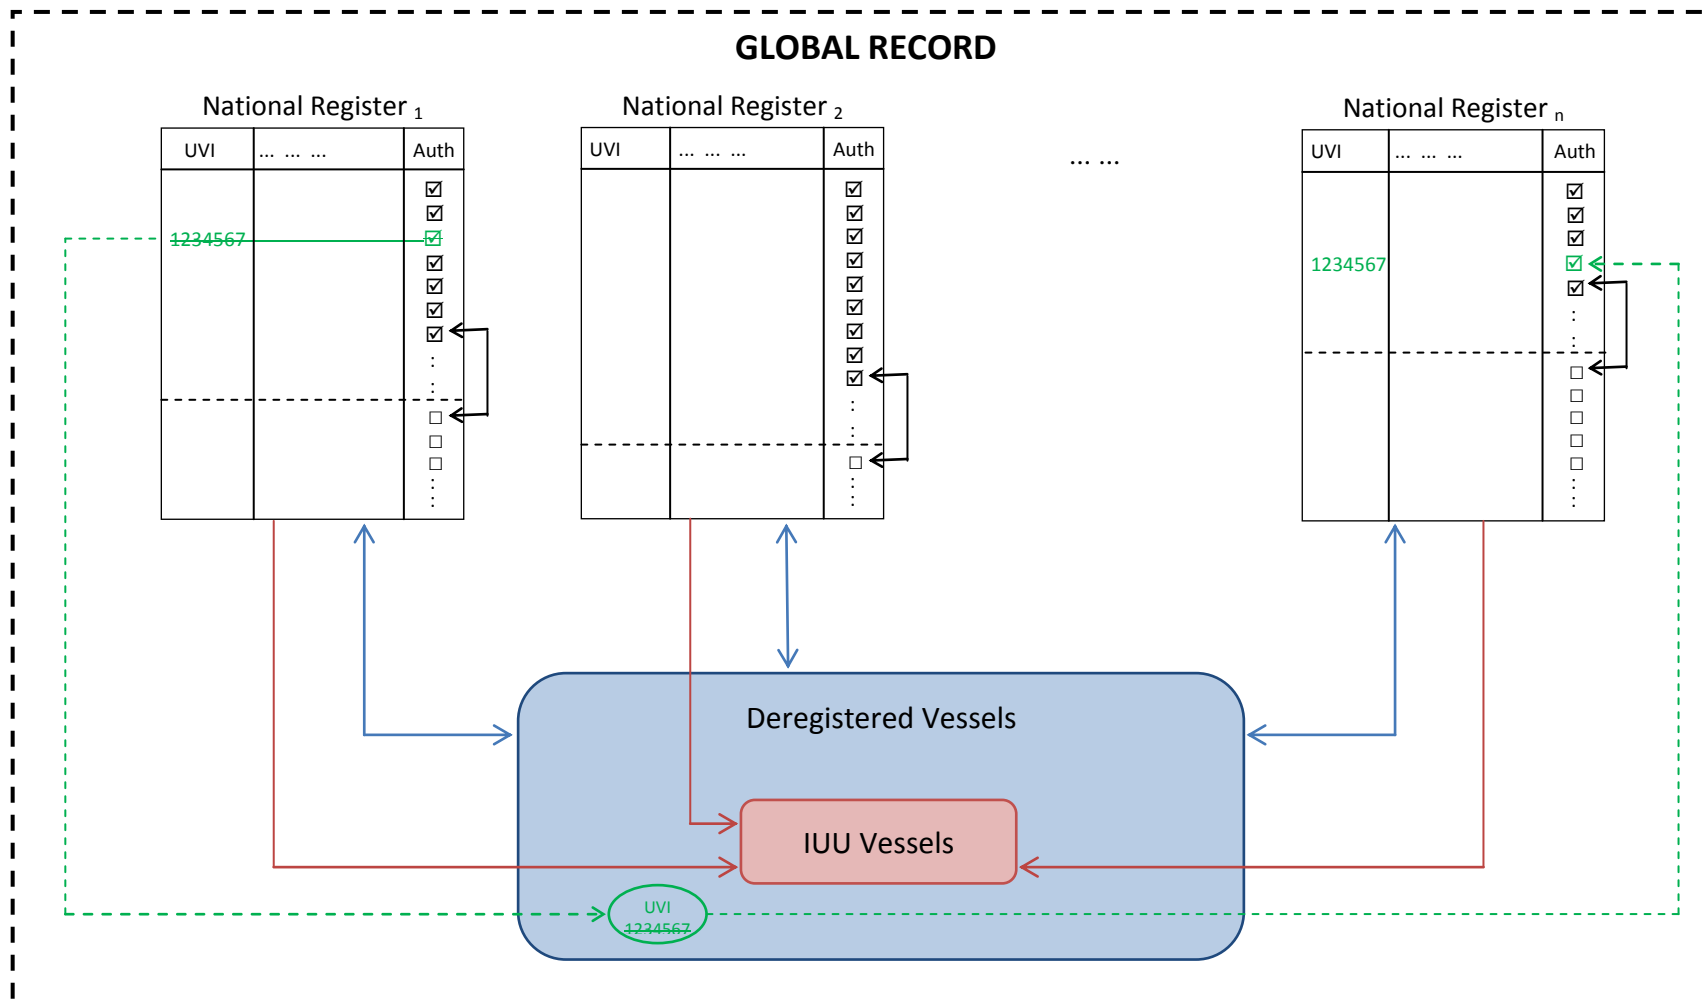 GLOBAL RECORD
National Register 1
National Register 2
National Register n
UVI ... ... ... Auth
UVI ... ... ... Auth
... ...
UVI ... ... ... Auth
1234567
1234567
Deregistered Vessels
IUU Vessels
UVI
1234567